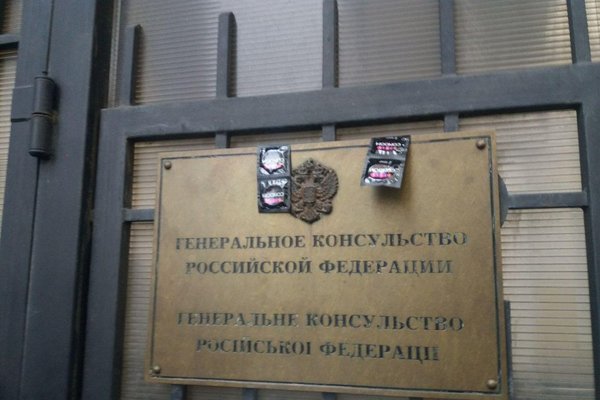 ГЕНЕРАЛЬНОЕ КОНСУЛЬСТВО
РОССИЙСКОЙ ФЕДЕРАЦИИ
ГЕНЕРАЛЬНЕ КОНСУЛЬСТВО
РОСІЙСЬКОЇ ФЕДЕРАЦІЇ